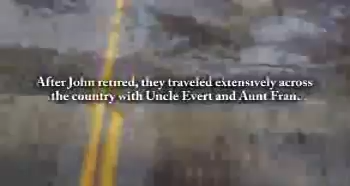 After John retired, they traveled extensively across
the country with Uncle Evert and Aunt Fran.